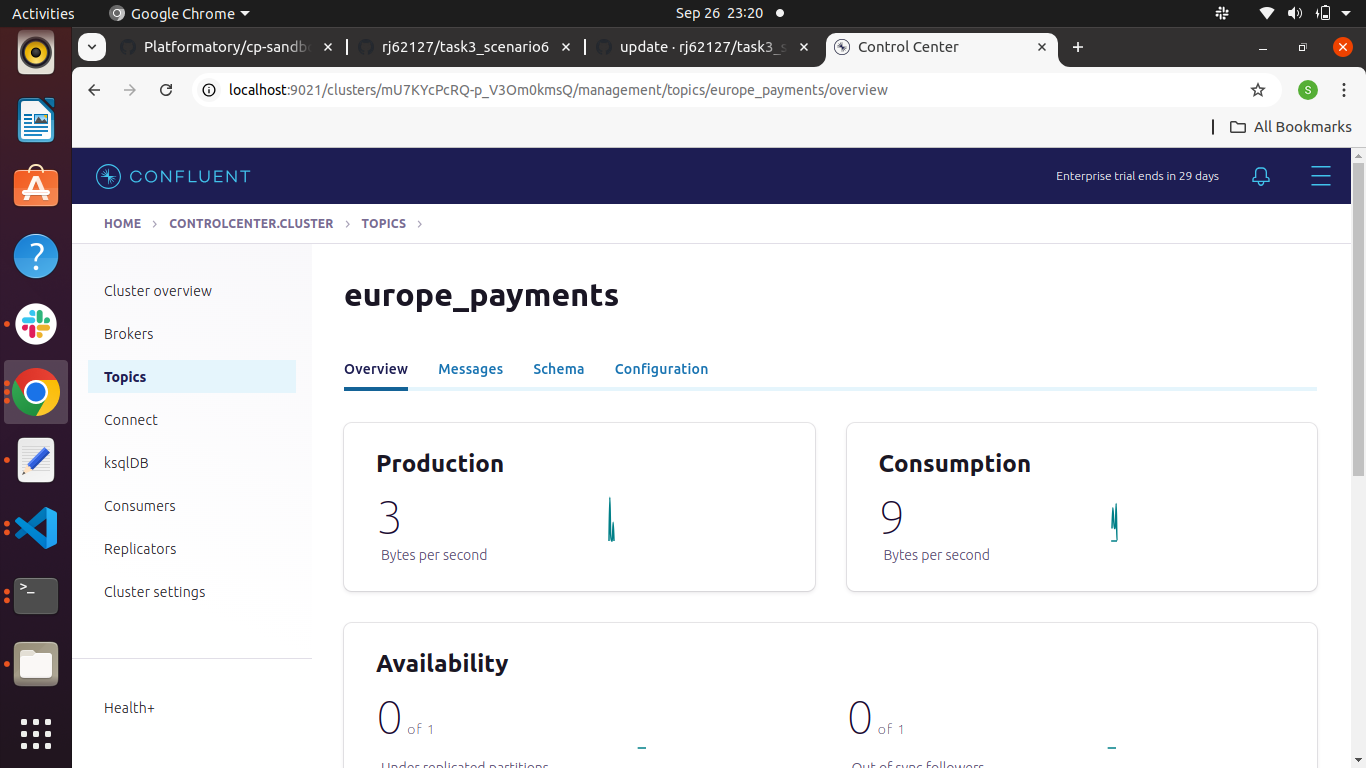 Activities
Google Chrome
Sep 26 23:20
Platformatory/cp-sandb
rj62127/task3_scenario6
update · rj62127/task3_s
Control Center
localhost:9021/clusters/mU7KYcPcRQ-p_V3Om0kmsQ/management/topics/europe_payments/overview
S
All Bookmarks
CONFLUENT
Enterprise trial ends in 29 days
HOME > CONTROLCENTER.CLUSTER > TOPICS >
Cluster overview
Brokers
Topics
Connect
ksqlDB
Consumers
Replicators
Cluster settings
Health+
europe_payments
Overview Messages Schema Configuration
Production
3
Bytes per second
Consumption
9
Bytes per second
Availability
0 of 1
Under replicated partitions
0 of 1
Out of sync followers